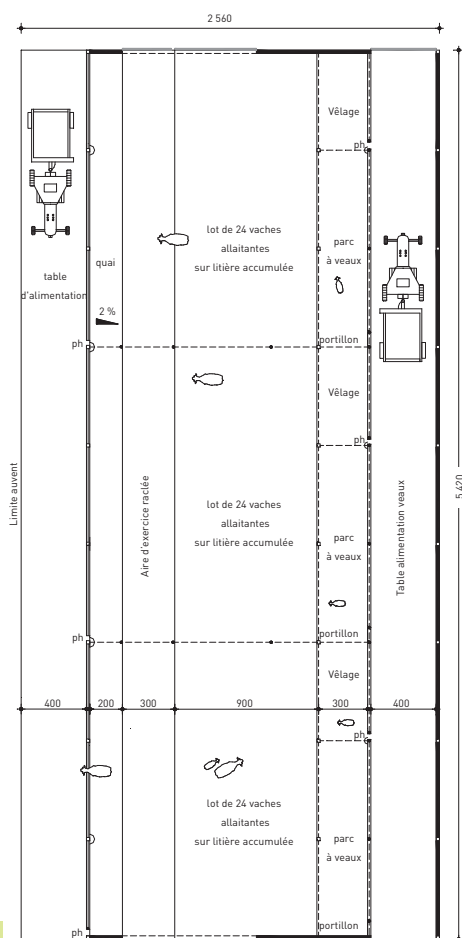 2 560
Vêlage
ph
lot de 24 vaches
allaitantes
sur litière accumulée
parc
à veaux
quai
table
d'alimentation
2 %
ph
portillon
Vêlage
ph
Limite auvent
Aire d'exercice raclée
lot de 24 vaches
allaitantes
sur litière accumulée
parc
à veaux
Table alimentation veaux
5 420
portillon
ph
Vêlage
400
200
300
900
300
400
ph
lot de 24 vaches
allaitantes
sur litière accumulée
parc
à veaux
portillon
ph